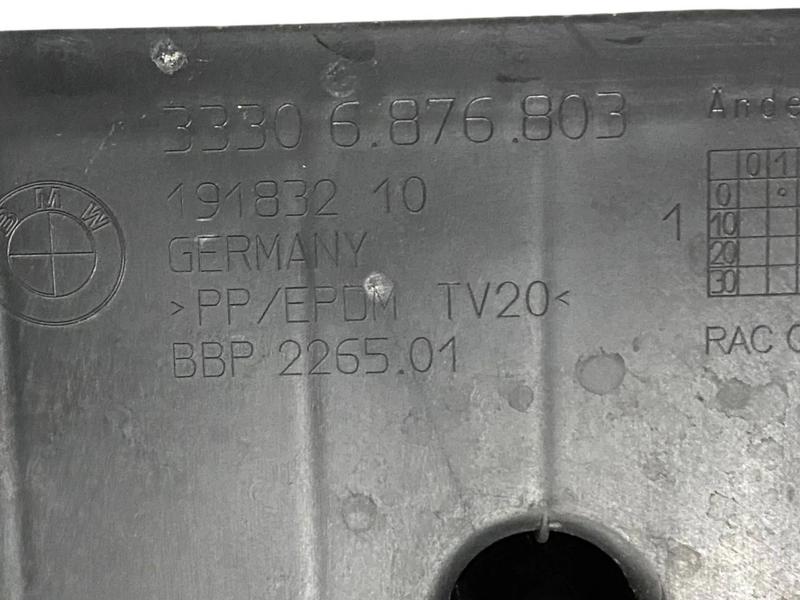 3330 6.876.803
BMW
191832 10
GERMANY
>PP/EPDM TV20<
BBP 2265.01
Ände
0 1
0
10
20
30
1
RAC